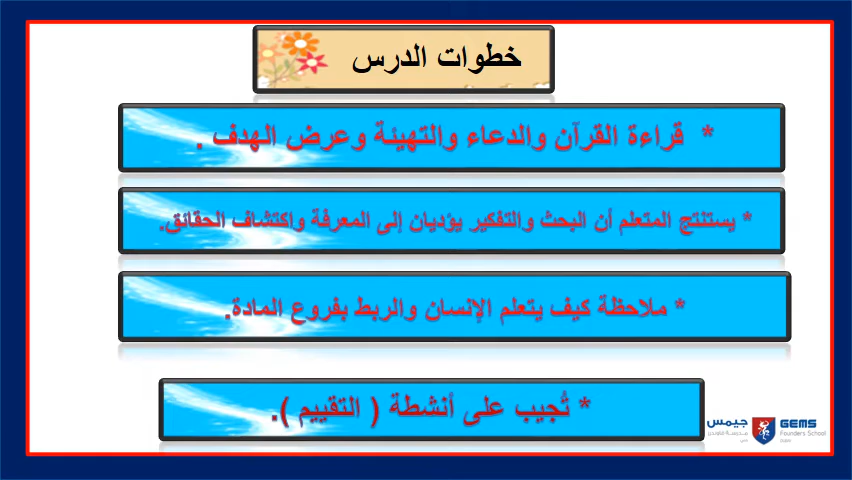 خطوات الدرس
* قراءة القرآن والدعاء والتهيئة وعرض الهدف .
* يستنتج المتعلم أن البحث والتفكير يؤديان إلى المعرفة واكتشاف الحقائق.
* ملاحظة كيف يتعلم الإنسان والربط بفروع المادة.
* تُجيب على أنشطة ( التقييم ).
جيمس
GEMS
Founders School